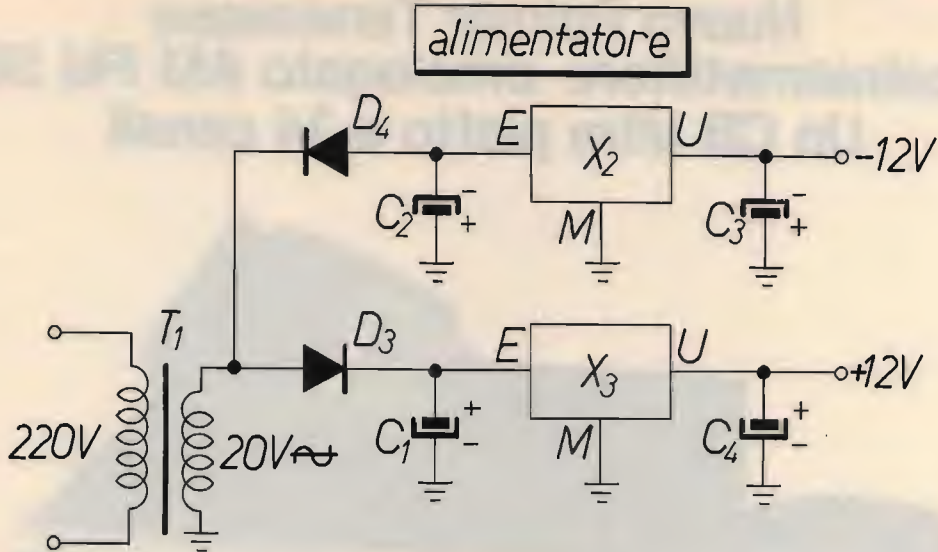 alimentatore
D4
E
X2
U
-12V
C2
-
+
M
C3
-
+
T1
D3
E
X3
U
+12V
220V
20V
C1
+
-
M
C4
+
-